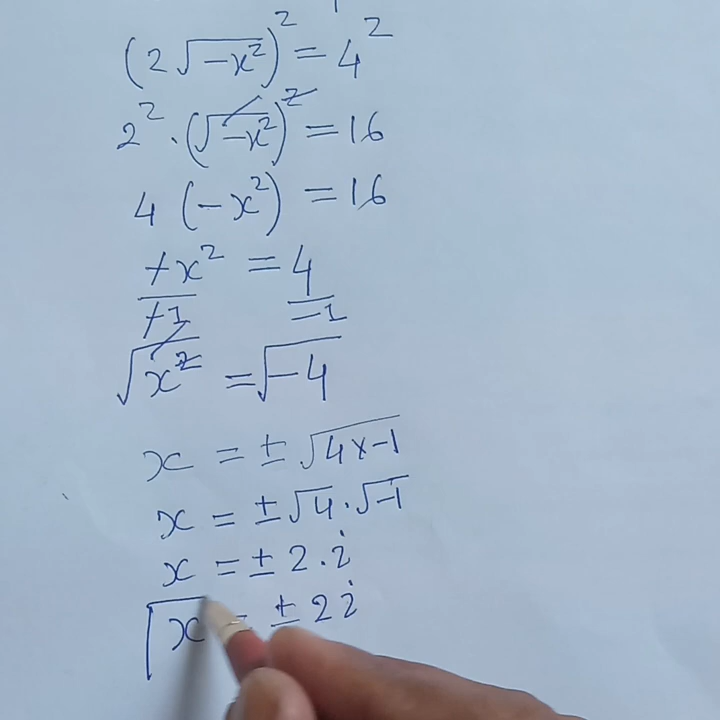 (2√-x²)² = 4²
2² · (√-x²)² = 16
4 (-x²) = 16
-x²/-1 = 4/-1
√x² = √-4
x = ± √4×-1
x = ± √4 · √-1
x = ± 2 . i
x = ± 2i